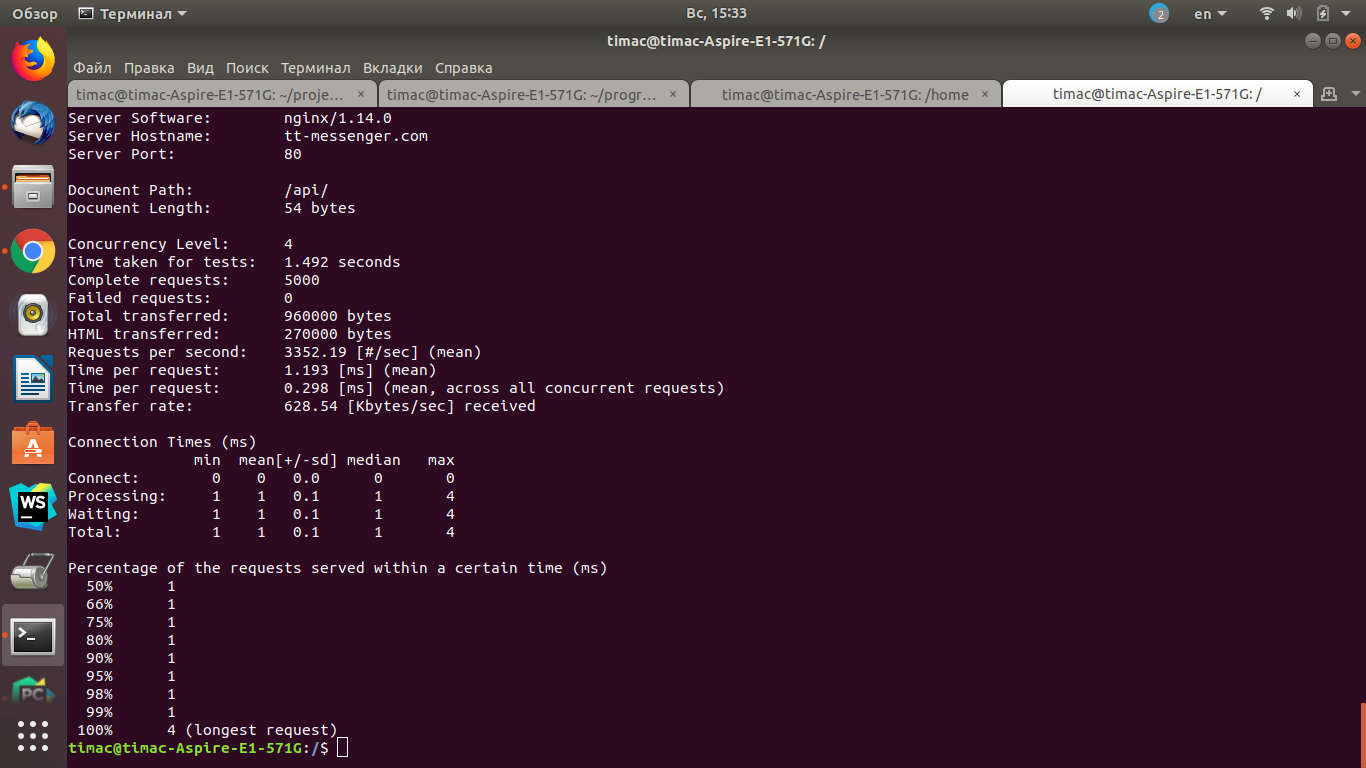 Обзор Терминал Вс, 15:33 2 en
timac@timac-Aspire-E1-571G: /
Файл Правка Вид Поиск Терминал Вкладки Справка
timac@timac-Aspire-E1-571G: ~/proje… × timac@timac-Aspire-E1-571G: ~/progr… × timac@timac-Aspire-E1-571G: /home × timac@timac-Aspire-E1-571G: / ×
Server Software:        nginx/1.14.0
Server Hostname:        tt-messenger.com
Server Port:            80
Document Path:          /api/
Document Length:        54 bytes
Concurrency Level:      4
Time taken for tests:   1.492 seconds
Complete requests:      5000
Failed requests:        0
Total transferred:      960000 bytes
HTML transferred:       270000 bytes
Requests per second:    3352.19 [#/sec] (mean)
Time per request:       1.193 [ms] (mean)
Time per request:       0.298 [ms] (mean, across all concurrent requests)
Transfer rate:          628.54 [Kbytes/sec] received
Connection Times (ms)
              min  mean[+/-sd] median   max
Connect:        0    0   0.0      0       0
Processing:     1    1   0.1      1       4
Waiting:        1    1   0.1      1       4
Total:          1    1   0.1      1       4
Percentage of the requests served within a certain time (ms)
  50%      1
  66%      1
  75%      1
  80%      1
  90%      1
  95%      1
  98%      1
  99%      1
 100%      4 (longest request)
timac@timac-Aspire-E1-571G:/$
WS
PC